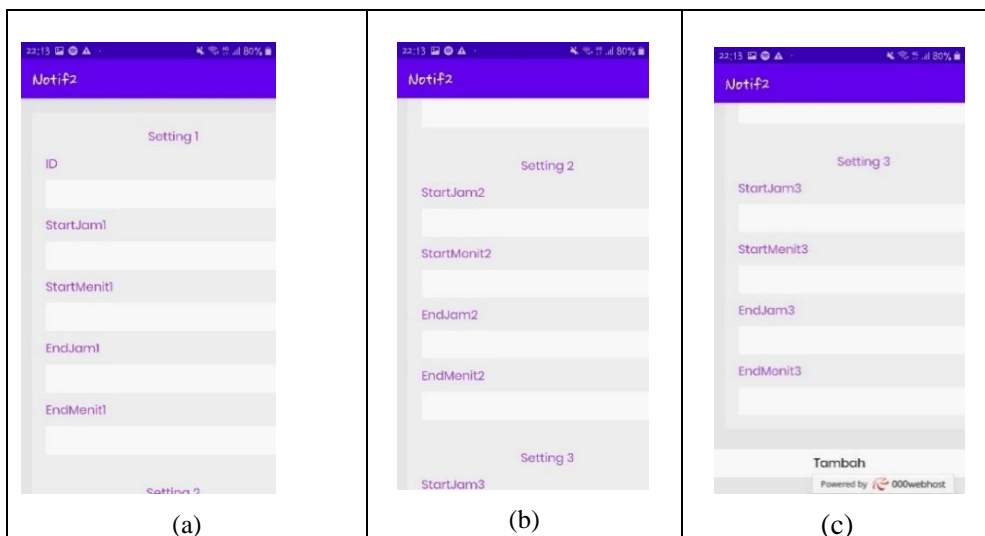 22:13 80%
Notif2
Setting 1
ID
StartJam1
StartMenit1
EndJam1
EndMenit1
Setting 2
(a)
22:13 80%
Notif2
Setting 2
StartJam2
StartMenit2
EndJam2
EndMenit2
Setting 3
StartJam3
(b)
22:13 80%
Notif2
Setting 3
StartJam3
StartMenit3
EndJam3
EndMenit3
Tambah
Powered by 000webhost
(c)